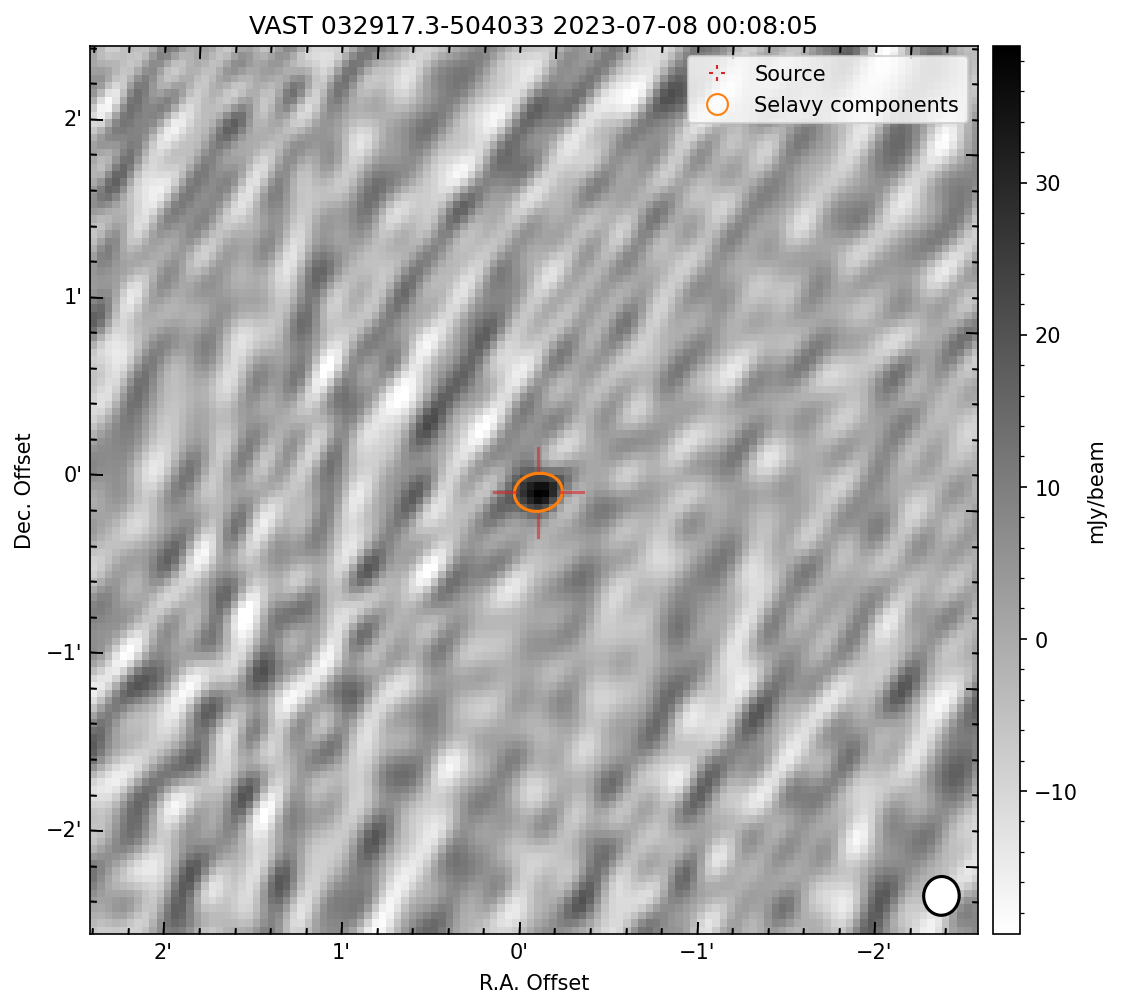 VAST 032917.3-504033 2023-07-08 00:08:05
Source
Selavy components
2'
1'
0'
−1'
−2'
Dec. Offset
2'
1'
0'
−1'
−2'
R.A. Offset
30
20
10
0
−10
mJy/beam